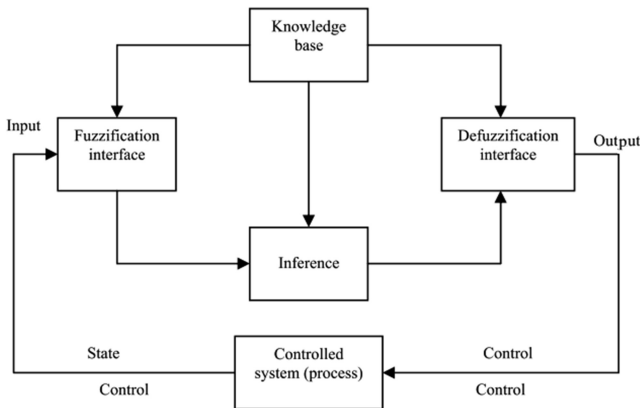 Knowledge
base
Input
Fuzzification
interface
Defuzzification
interface
Output
Inference
State
Control
Controlled
system (process)
Control
Control